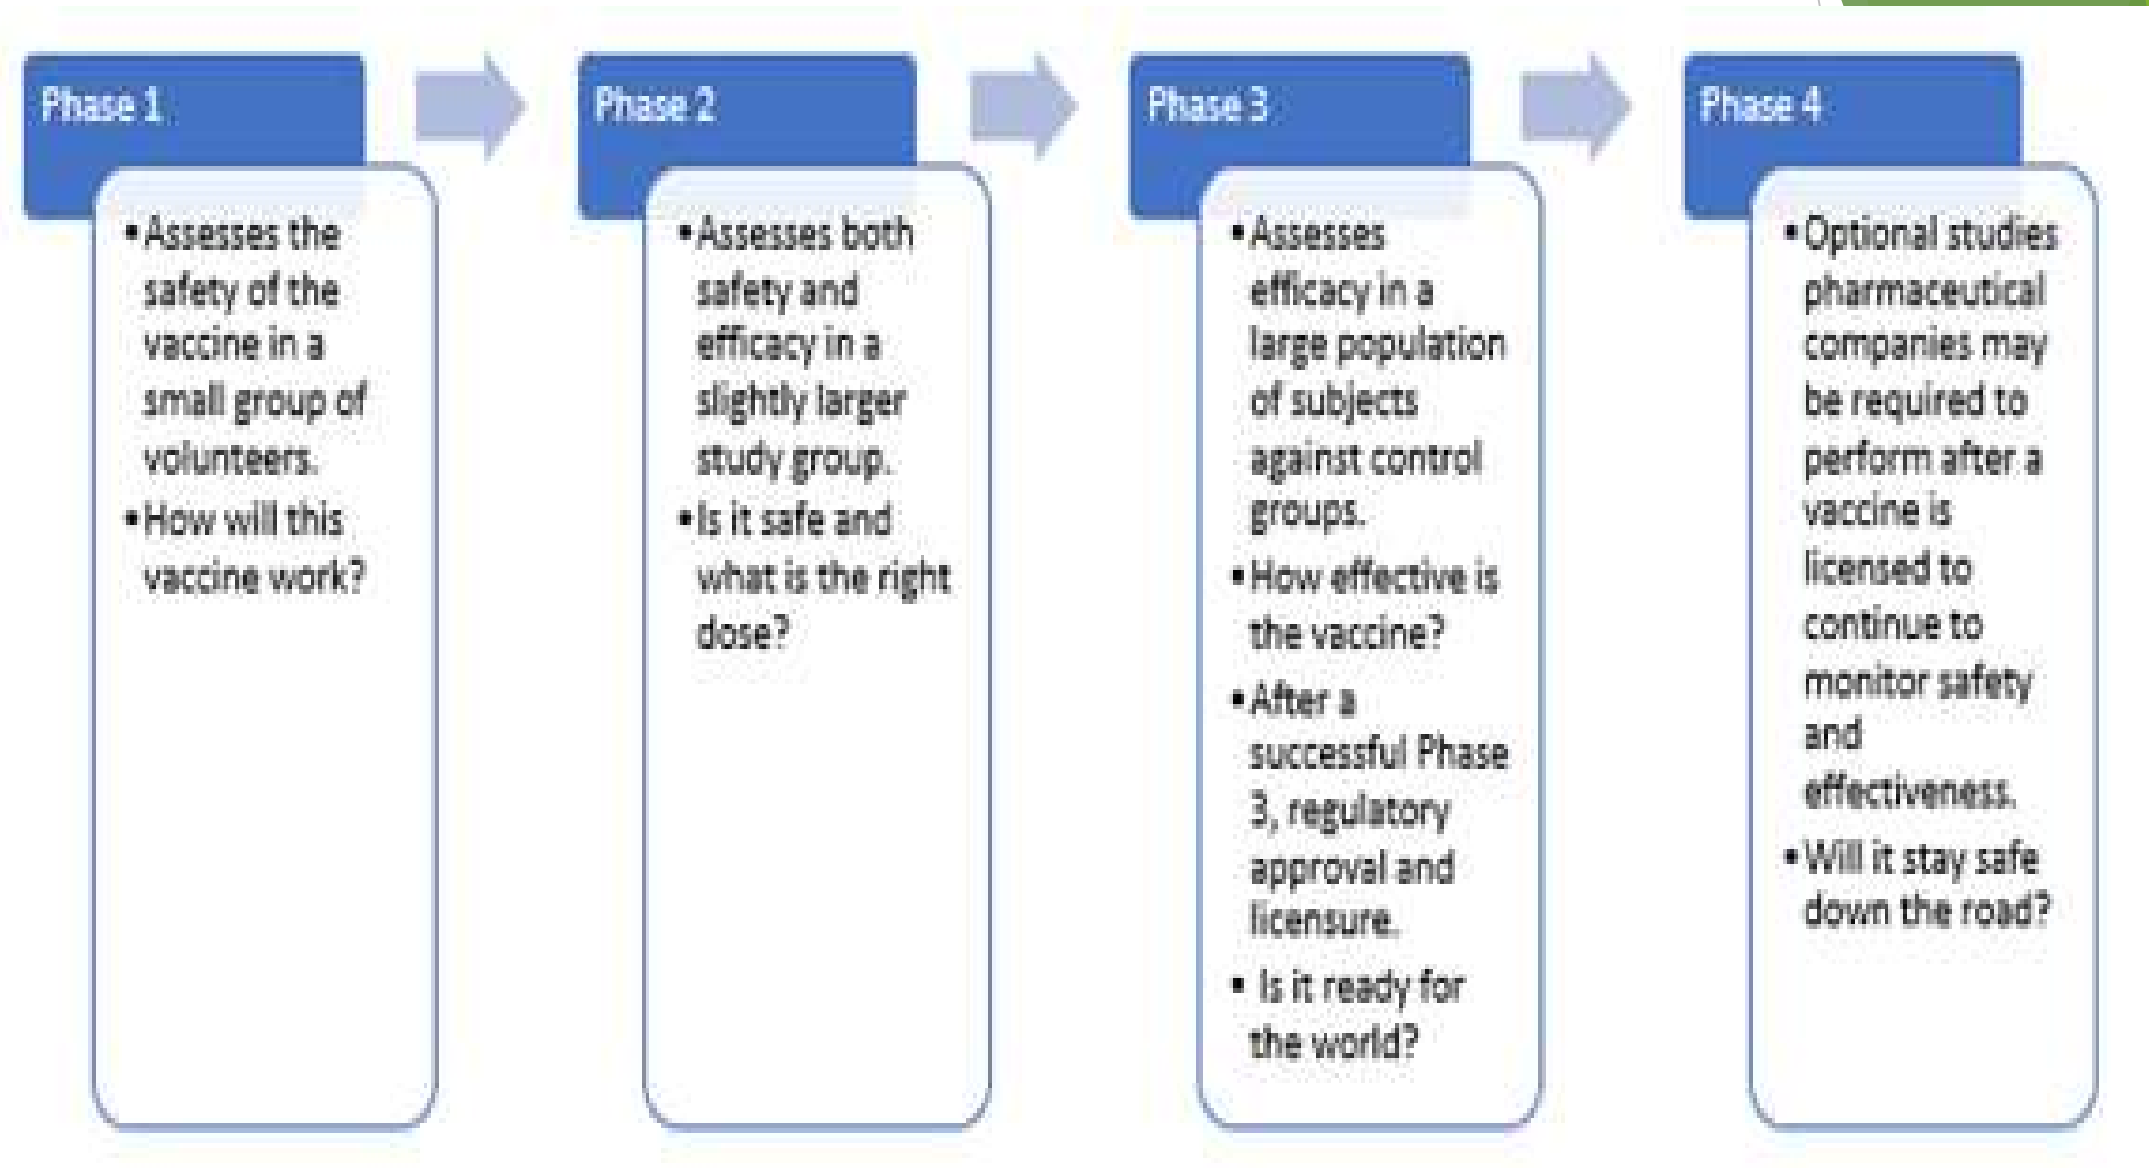 Phase 1
•Assesses the
safety of the
vaccine in a
small group of
volunteers.
•How will this
vaccine work?
Phase 2
•Assesses both
safety and
efficacy in a
slightly larger
study group.
•Is it safe and
what is the right
dose?
Phase 3
•Assesses
efficacy in a
large population
of subjects
against control
groups.
•How effective is
the vaccine?
•After a
successful Phase
3, regulatory
approval and
licensure.
• Is it ready for
the world?
Phase 4
•Optional studies
pharmaceutical
companies may
be required to
perform after a
vaccine is
licensed to
continue to
monitor safety
and
effectiveness.
•Will it stay safe
down the road?